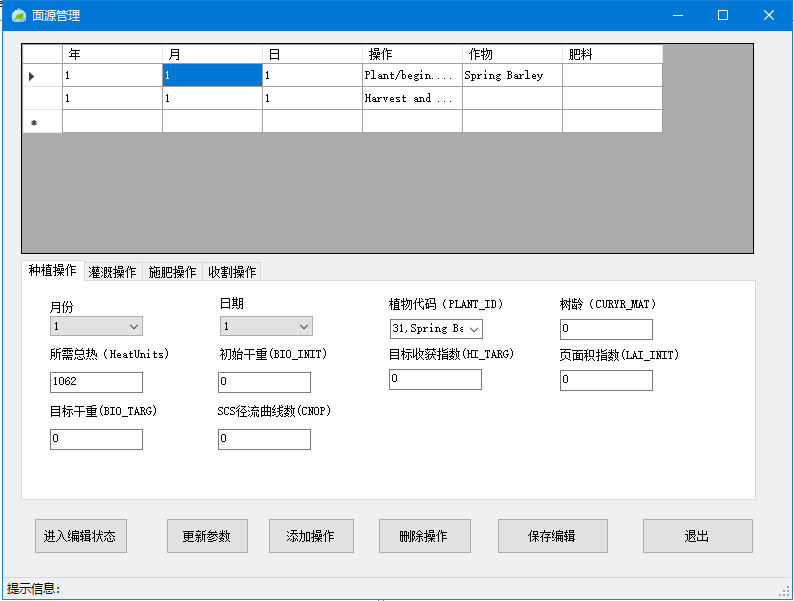 面源管理
年 月 日 操作 作物 肥料
1 1 1 Plant/begin.... Spring Barley
1 1 1 Harvest and ...
种植操作 灌溉操作 施肥操作 收割操作
月份 日期 植物代码（PLANT_ID） 树龄（CURYR_MAT）
1 1 31,Spring Ba 0
所需总热（HeatUnits） 初始干重(BIO_INIT) 目标收获指数(HI_TARG) 页面积指数(LAI_INIT)
1062 0 0 0
目标干重(BIO_TARG) SCS径流曲线数(CNOP)
0 0
进入编辑状态 更新参数 添加操作 删除操作 保存编辑 退出
提示信息: